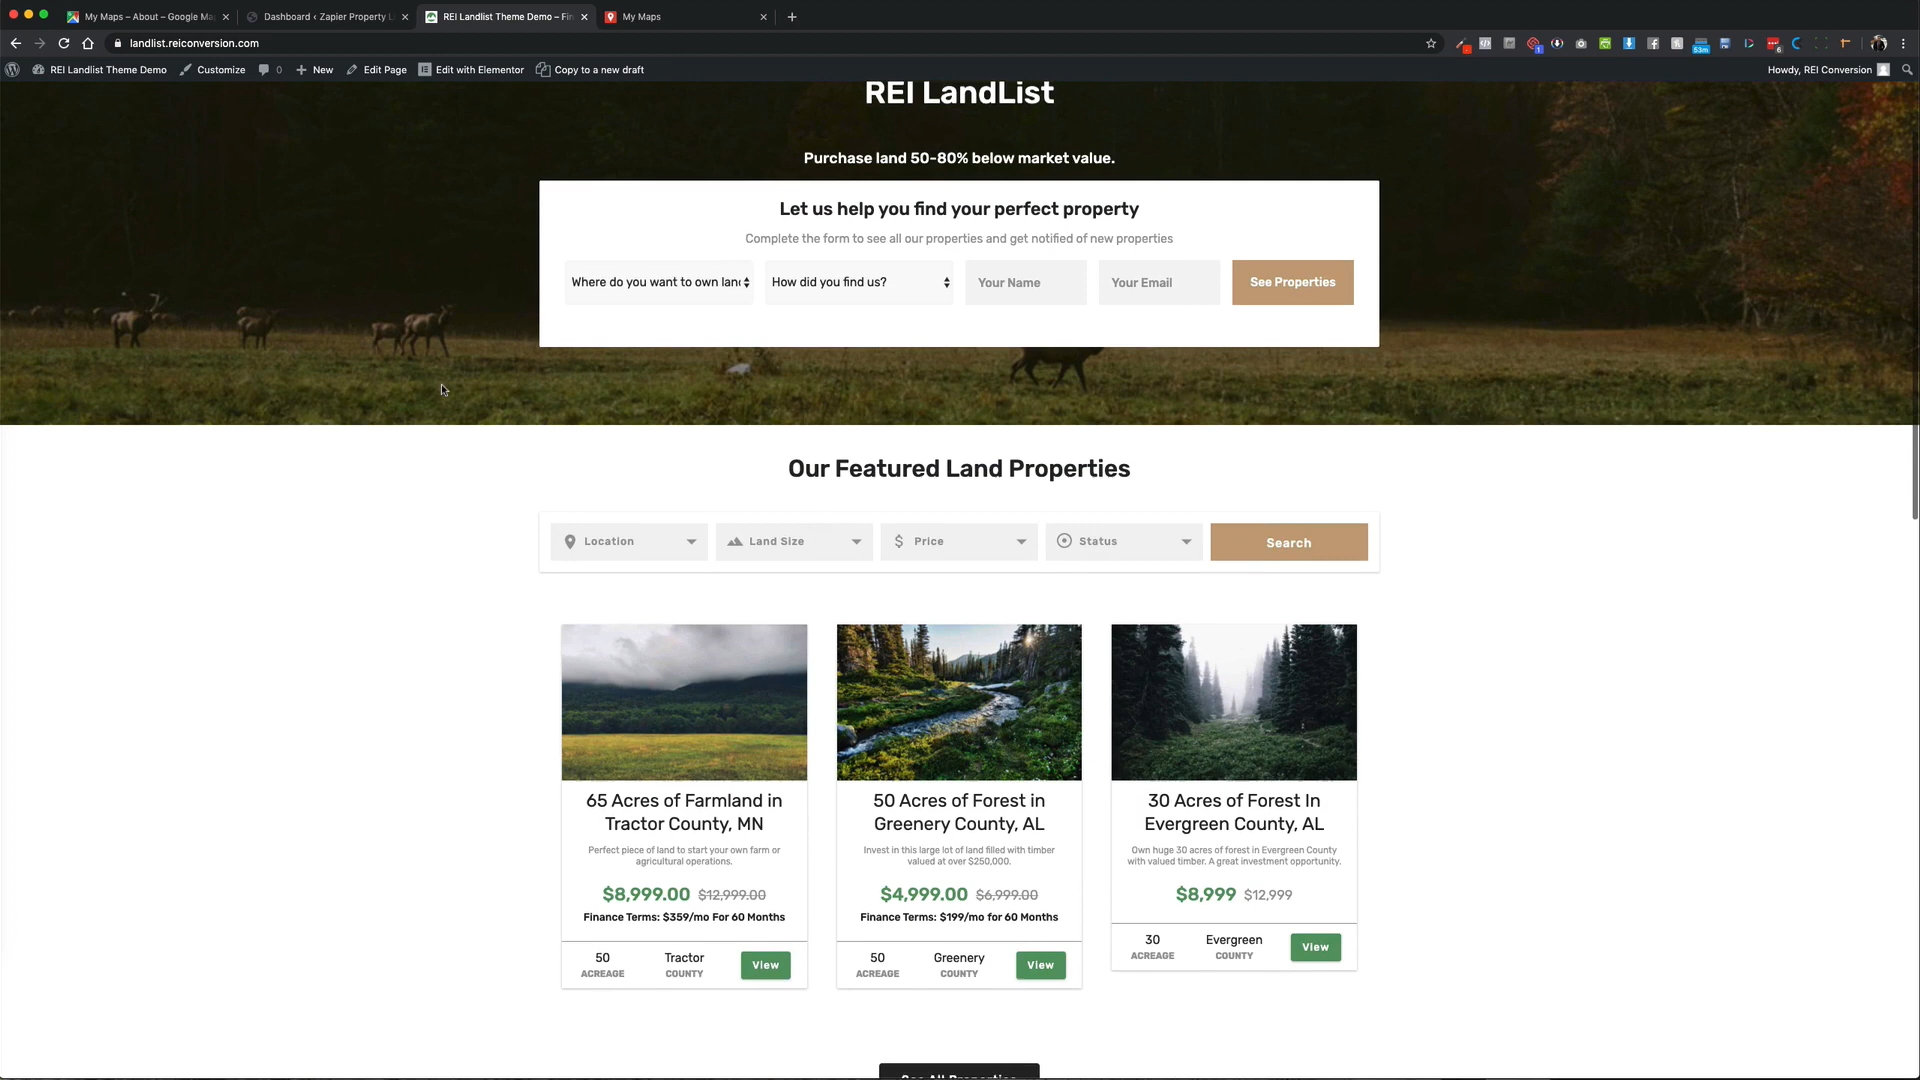 My Maps – About – Google Ma
Dashboard ‹ Zapier Property L
REI Landlist Theme Demo – Fin
My Maps
landlist.reiconversion.com
53m
6
REI Landlist Theme Demo
Customize
0
New
Edit Page
Edit with Elementor
Copy to a new draft
Howdy, REI Conversion
REI LandList
Purchase land 50-80% below market value.
Let us help you find your perfect property
Complete the form to see all our properties and get notified of new properties
Where do you want to own lan
How did you find us?
Your Name
Your Email
See Properties
Our Featured Land Properties
Location
Land Size
Price
Status
Search
65 Acres of Farmland in
Tractor County, MN
Perfect piece of land to start your own farm or
agricultural operations.
$8,999.00 $12,999.00
Finance Terms: $359/mo For 60 Months
50
ACREAGE
Tractor
COUNTY
View
50 Acres of Forest in
Greenery County, AL
Invest in this large lot of land filled with timber
valued at over $250,000.
$4,999.00 $6,999.00
Finance Terms: $199/mo for 60 Months
50
ACREAGE
Greenery
COUNTY
View
30 Acres of Forest In
Evergreen County, AL
Own huge 30 acres of forest in Evergreen County
with valued timber. A great investment opportunity.
$8,999 $12,999
30
ACREAGE
Evergreen
COUNTY
View
See All Properties